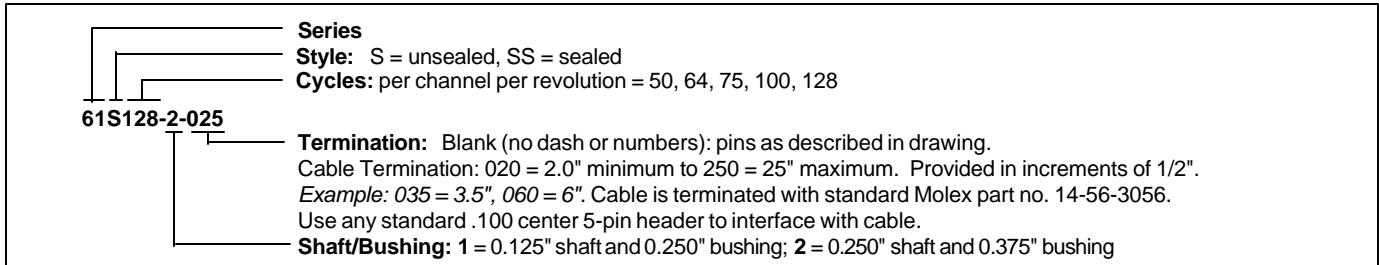 Series
Style: S = unsealed, SS = sealed
Cycles: per channel per revolution = 50, 64, 75, 100, 128
61S128-2-025
Termination: Blank (no dash or numbers): pins as described in drawing.
Cable Termination: 020 = 2.0" minimum to 250 = 25" maximum. Provided in increments of 1/2".
Example: 035 = 3.5", 060 = 6". Cable is terminated with standard Molex part no. 14-56-3056.
Use any standard .100 center 5-pin header to interface with cable.
Shaft/Bushing: 1 = 0.125" shaft and 0.250" bushing; 2 = 0.250" shaft and 0.375" bushing